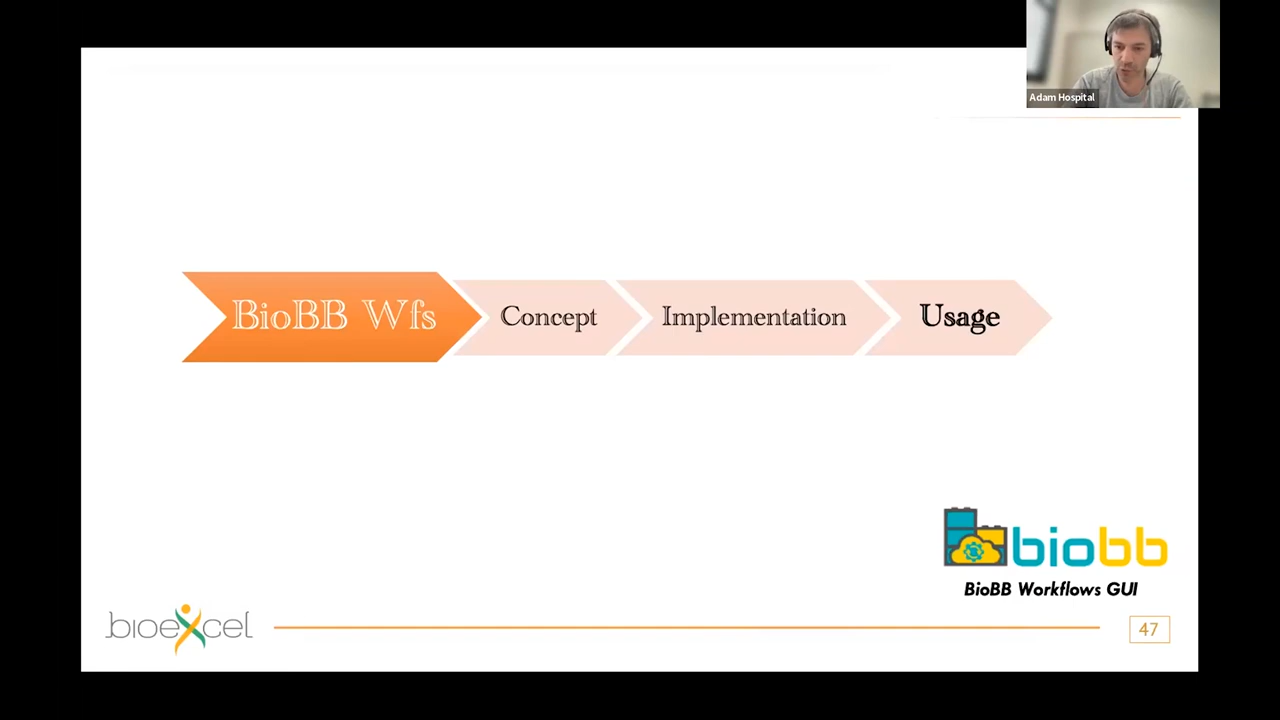 Adam Hospital
BioBB Wfs
Concept
Implementation
Usage
biobb
BioBB Workflows GUI
bioexcel
47